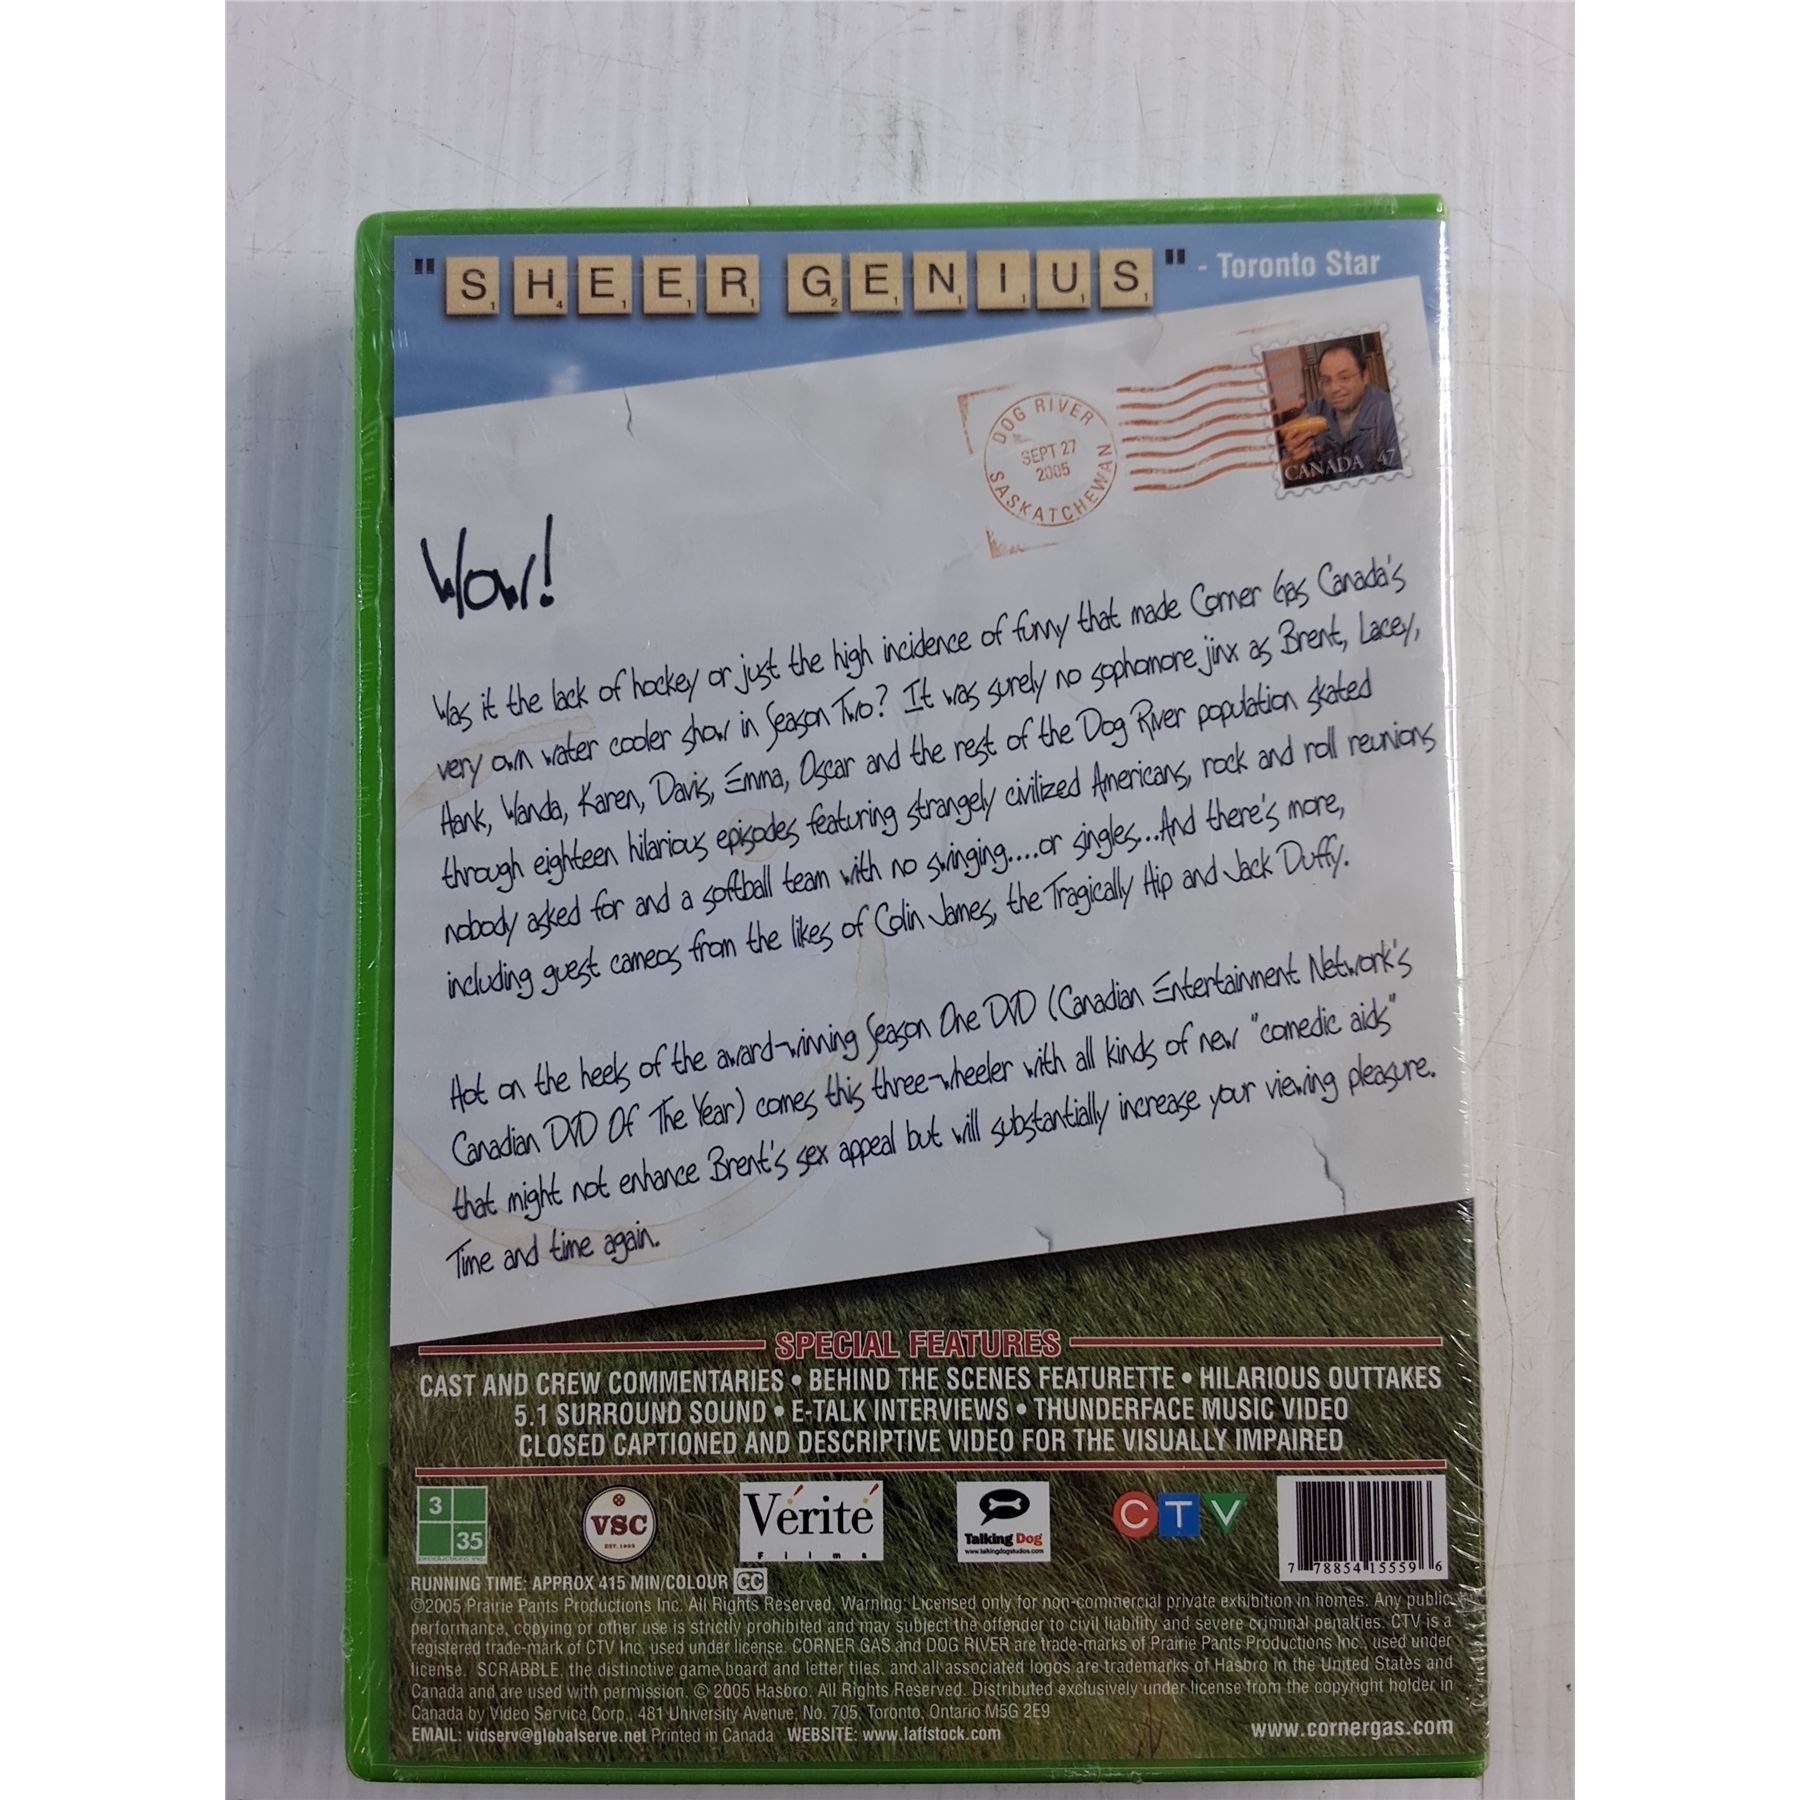 "SHEER GENIUS" - Toronto Star
DOG RIVER
SEPT 27
2005
SASKATCHEWAN
CANADA 47
Wow!
Was it the lack of hockey or just the high incidence of funny that made Corner Gas Canada's
very own water cooler show in Season Two? It was surely no sophomore jinx as Brent, Lacey,
Hank, Wanda, Karen, Davis, Emma, Oscar and the rest of the Dog River population skated
through eighteen hilarious episodes featuring strangely civilized Americans, rock and roll reunions
nobody asked for and a softball team with no swinging....or singles...And there's more,
including guest cameos from the likes of Colin James, the Tragically Hip and Jack Duffy.
Hot on the heels of the award-winning Season One DVD (Canadian Entertainment Network's
Canadian DVD Of The Year) comes this three-wheeler with all kinds of new "comedic aids"
that might not enhance Brent's sex appeal but will substantially increase your viewing pleasure.
Time and time again.
SPECIAL FEATURES
CAST AND CREW COMMENTARIES • BEHIND THE SCENES FEATURETTE • HILARIOUS OUTTAKES
5.1 SURROUND SOUND • E-TALK INTERVIEWS • THUNDERFACE MUSIC VIDEO
CLOSED CAPTIONED AND DESCRIPTIVE VIDEO FOR THE VISUALLY IMPAIRED
3 35 productions inc.
VSC EST. 1993
Vérité Films
Talking Dog
www.talkingdogstudios.com
CTV
7 78854 15559 6
RUNNING TIME: APPROX 415 MIN/COLOUR CC
©2005 Prairie Pants Productions Inc. All Rights Reserved. Warning: Licensed only for non-commercial private exhibition in homes. Any public
performance, copying or other use is strictly prohibited and may subject the offender to civil liability and severe criminal penalties. CTV is a
registered trade-mark of CTV Inc. used under license. CORNER GAS and DOG RIVER are trade-marks of Prairie Pants Productions Inc., used under
license. SCRABBLE, the distinctive game board and letter tiles, and all associated logos are trademarks of Hasbro in the United States and
Canada and are used with permission. © 2005 Hasbro. All Rights Reserved. Distributed exclusively under license from the copyright holder in
Canada by Video Service Corp., 481 University Avenue, No. 705, Toronto, Ontario M5G 2E9
EMAIL: vidserv@globalserve.net Printed in Canada WEBSITE: www.laffstock.com
www.cornergas.com